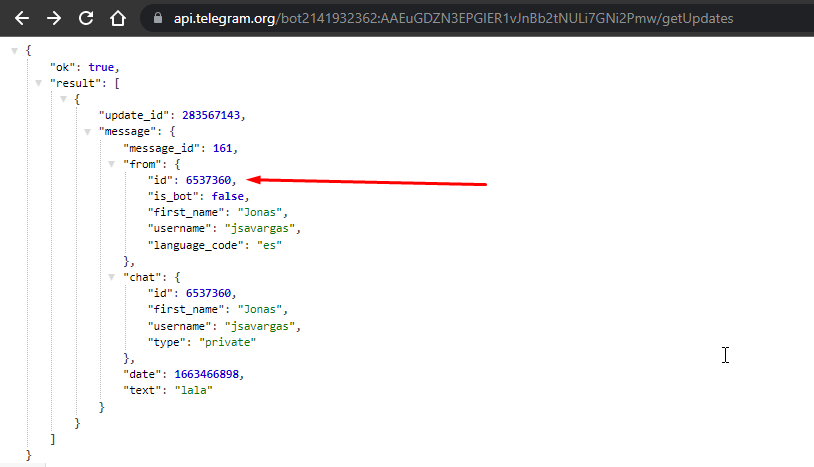 api.telegram.org/bot2141932362:AAEuGDZN3EPGIER1vJnBb2tNULi7GNi2Pmw/getUpdates
{
"ok": true,
"result": [
{
"update_id": 283567143,
"message": {
"message_id": 161,
"from": {
"id": 6537360,
"is_bot": false,
"first_name": "Jonas",
"username": "jsavargas",
"language_code": "es"
},
"chat": {
"id": 6537360,
"first_name": "Jonas",
"username": "jsavargas",
"type": "private"
},
"date": 1663466898,
"text": "lala"
}
}
]
}